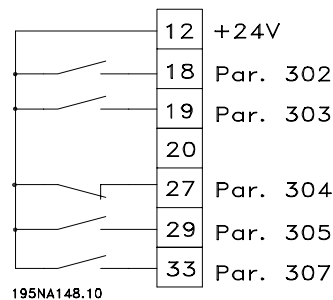 12 +24V
18 Par. 302
19 Par. 303
20
27 Par. 304
29 Par. 305
33 Par. 307
195NA148.10